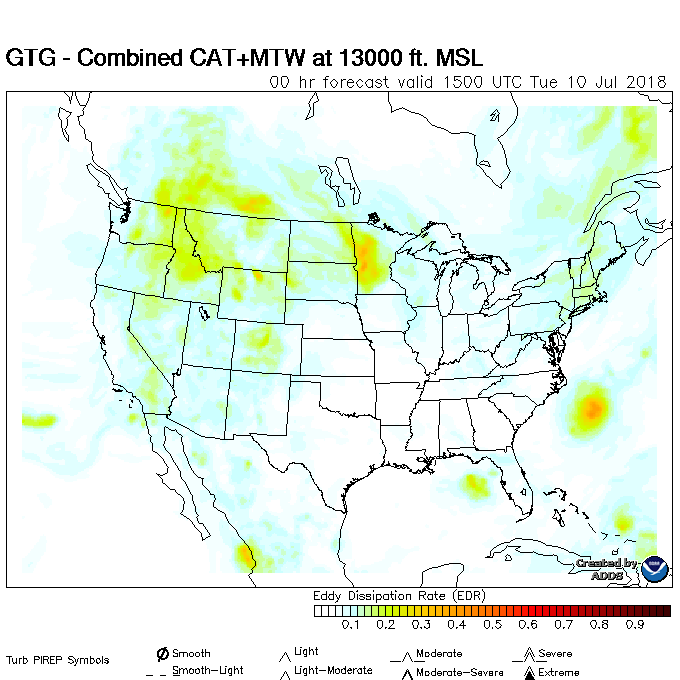 GTG - Combined CAT+MTW at 13000 ft. MSL
00 hr forecast valid 1500 UTC Tue 10 Jul 2018
Created by
ADDS
Eddy Dissipation Rate (EDR)
0.1 0.2 0.3 0.4 0.5 0.6 0.7 0.8 0.9
Turb PIREP Symbols
Smooth Light Moderate Severe
Smooth-Light Light-Moderate Moderate-Severe Extreme